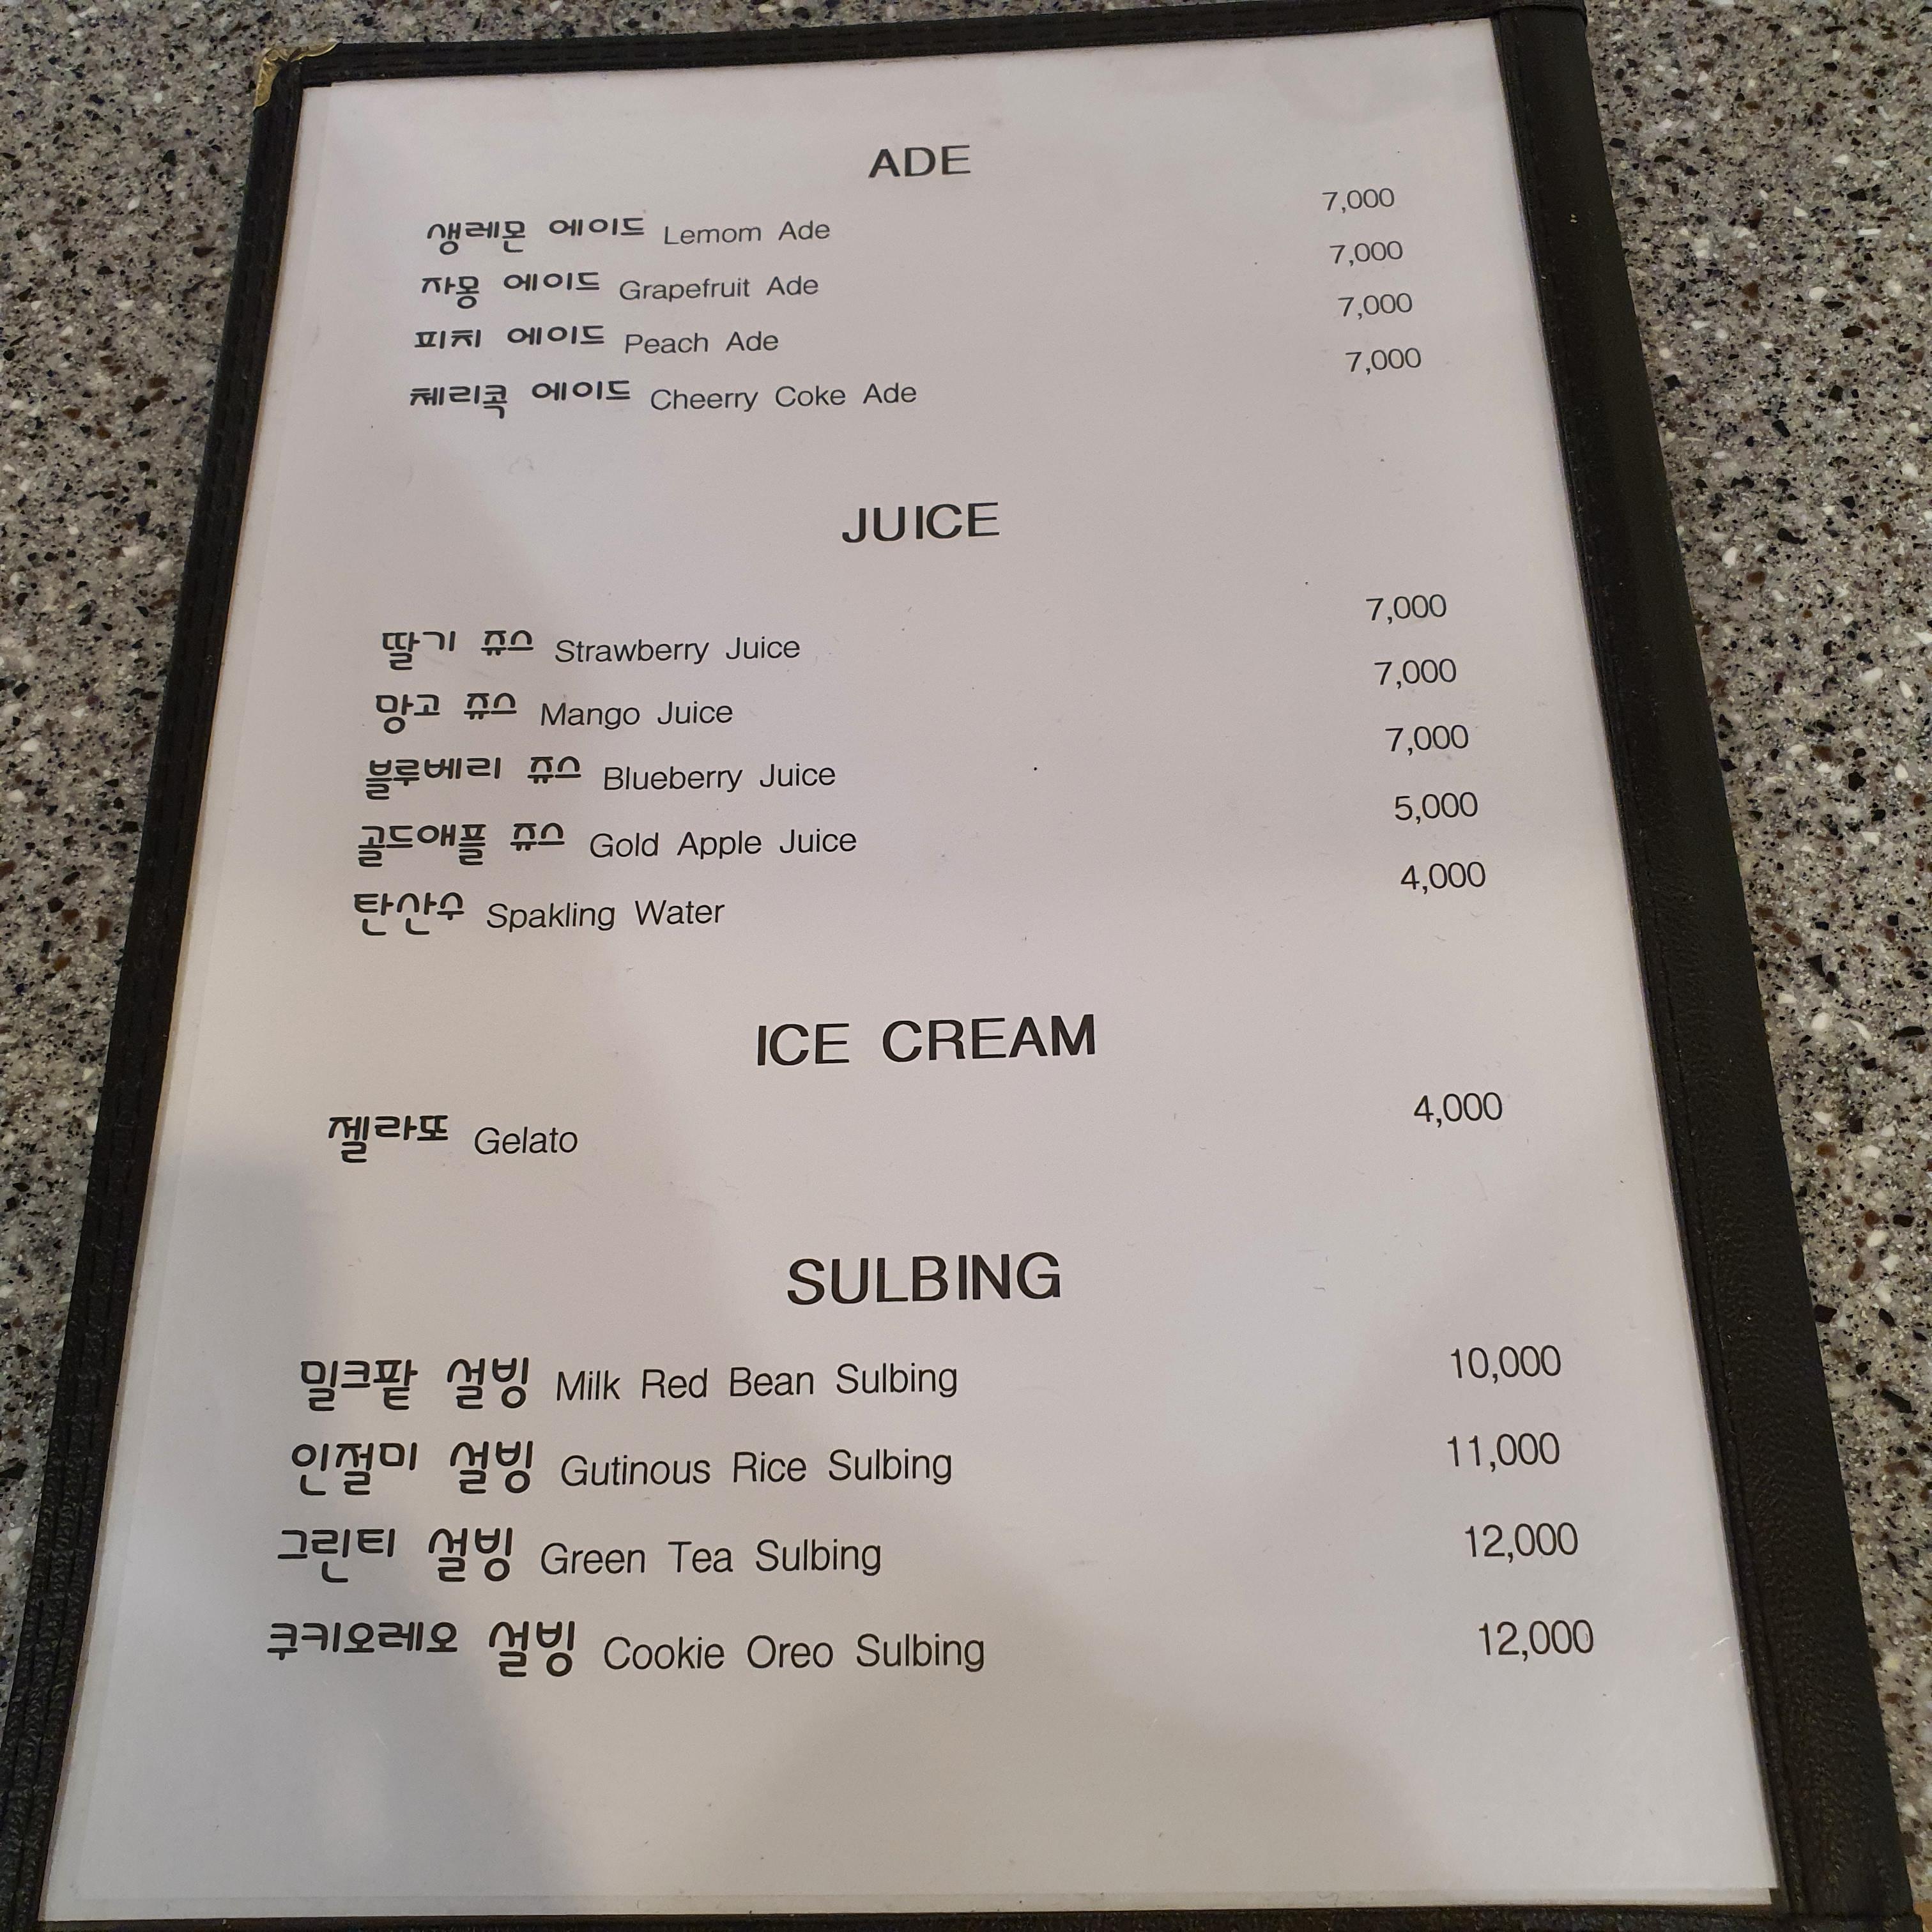 ADE
생레몬 에이드 Lemom Ade 7,000
자몽 에이드 Grapefruit Ade 7,000
피치 에이드 Peach Ade 7,000
체리콕 에이드 Cheerry Coke Ade 7,000
JUICE
딸기 쥬스 Strawberry Juice 7,000
망고 쥬스 Mango Juice 7,000
블루베리 쥬스 Blueberry Juice 7,000
골드애플 쥬스 Gold Apple Juice 5,000
탄산수 Spakling Water 4,000
ICE CREAM
젤라또 Gelato 4,000
SULBING
밀크팥 설빙 Milk Red Bean Sulbing 10,000
인절미 설빙 Gutinous Rice Sulbing 11,000
그린티 설빙 Green Tea Sulbing 12,000
쿠키오레오 설빙 Cookie Oreo Sulbing 12,000